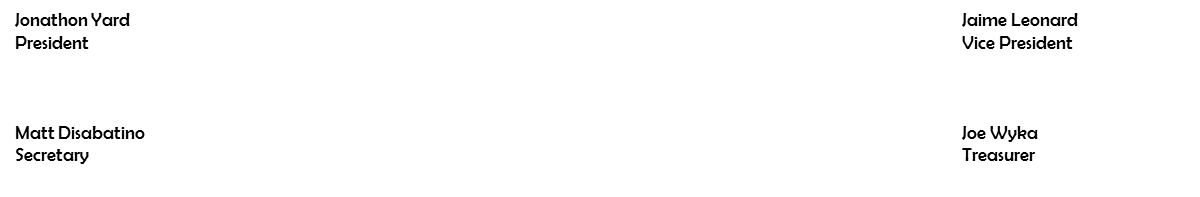 Jonathon Yard
President
Jaime Leonard
Vice President
Matt Disabatino
Secretary
Joe Wyka
Treasurer